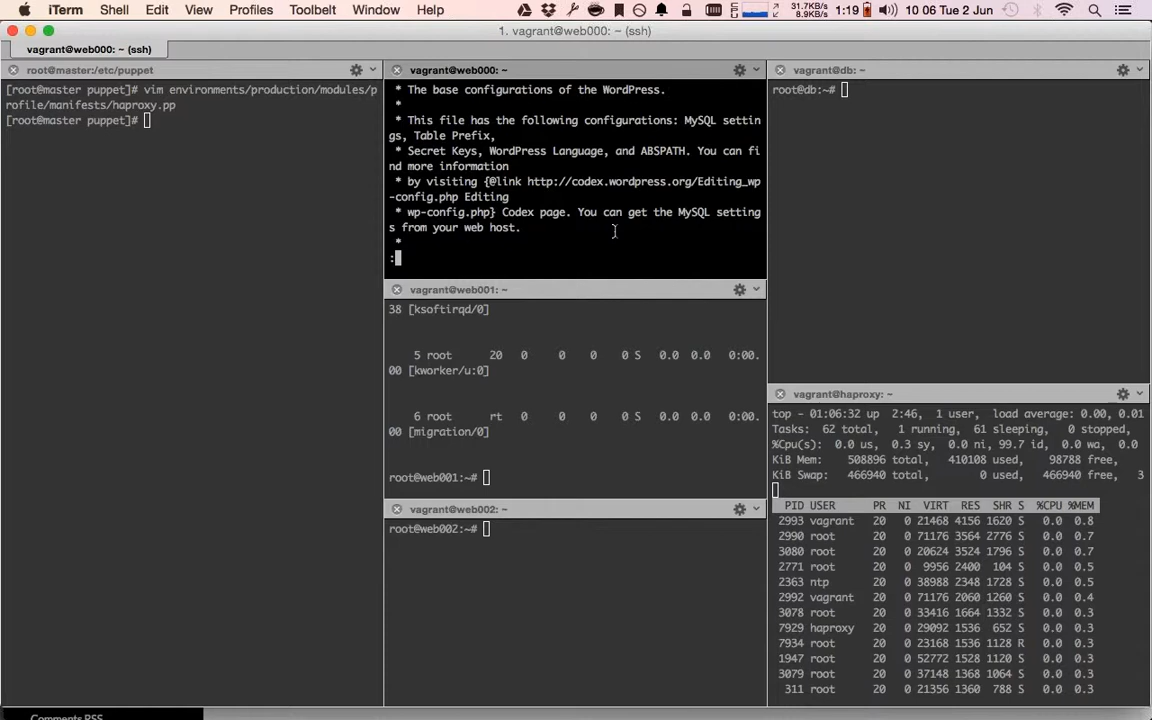 iTerm Shell Edit View Profiles Toolbelt Window Help 31.7KB/s 8.9KB/s 1:19 10 06 Tue 2 Jun
1. vagrant@web000: ~ (ssh)
vagrant@web000: ~ (ssh)
root@master:/etc/puppet
[root@master puppet]# vim environments/production/modules/p
rofile/manifests/haproxy.pp
[root@master puppet]#
vagrant@web000: ~
* The base configurations of the WordPress.
*
* This file has the following configurations: MySQL settin
gs, Table Prefix,
* Secret Keys, WordPress Language, and ABSPATH. You can fi
nd more information
* by visiting {@link http://codex.wordpress.org/Editing_wp
-config.php Editing
* wp-config.php} Codex page. You can get the MySQL setting
s from your web host.
*
:
vagrant@web001: ~
38 [ksoftirqd/0]
5 root 20 0 0 0 0 S 0.0 0.0 0:00.
00 [kworker/u:0]
6 root rt 0 0 0 0 S 0.0 0.0 0:00.
00 [migration/0]
root@web001:~#
vagrant@web002: ~
root@web002:~#
vagrant@db: ~
root@db:~#
vagrant@haproxy: ~
top - 01:06:32 up 2:46, 1 user, load average: 0.00, 0.01
Tasks: 62 total, 1 running, 61 sleeping, 0 stopped,
%Cpu(s): 0.0 us, 0.3 sy, 0.0 ni, 99.7 id, 0.0 wa, 0.0
KiB Mem: 508896 total, 410108 used, 98788 free,
KiB Swap: 466940 total, 0 used, 466940 free, 3
PID USER PR NI VIRT RES SHR S %CPU %MEM
2993 vagrant 20 0 21468 4156 1620 S 0.0 0.8
2990 root 20 0 71176 3564 2776 S 0.0 0.7
3080 root 20 0 20624 3524 1796 S 0.0 0.7
2771 root 20 0 9956 2400 104 S 0.0 0.5
2363 ntp 20 0 38988 2348 1728 S 0.0 0.5
2992 vagrant 20 0 71176 2060 1260 S 0.0 0.4
3078 root 20 0 33416 1664 1332 S 0.0 0.3
7929 haproxy 20 0 29092 1536 652 S 0.0 0.3
7934 root 20 0 23168 1536 1128 R 0.0 0.3
1947 root 20 0 52772 1528 1120 S 0.0 0.3
3079 root 20 0 37148 1368 1064 S 0.0 0.3
311 root 20 0 21356 1360 788 S 0.0 0.3
Comments RSS